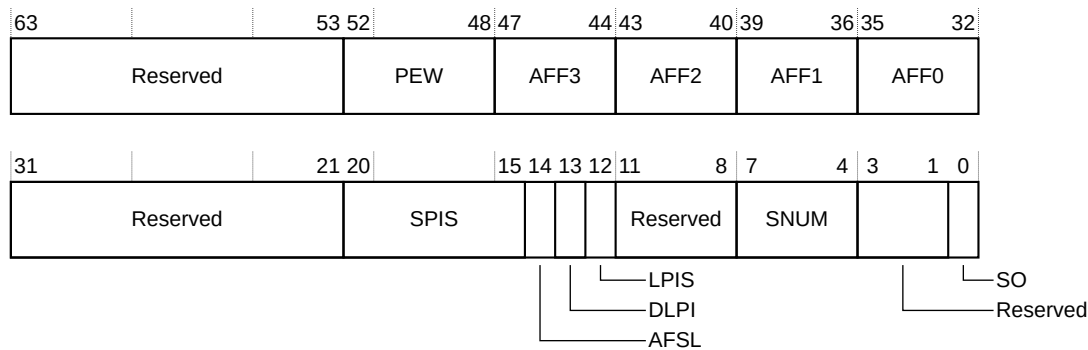 63 53 52 48 47 44 43 40 39 36 35 32
Reserved PEW AFF3 AFF2 AFF1 AFF0
31 21 20 15 14 13 12 11 8 7 4 3 1 0
Reserved SPIS Reserved SNUM
LPIS SO
DLPI Reserved
AFSL